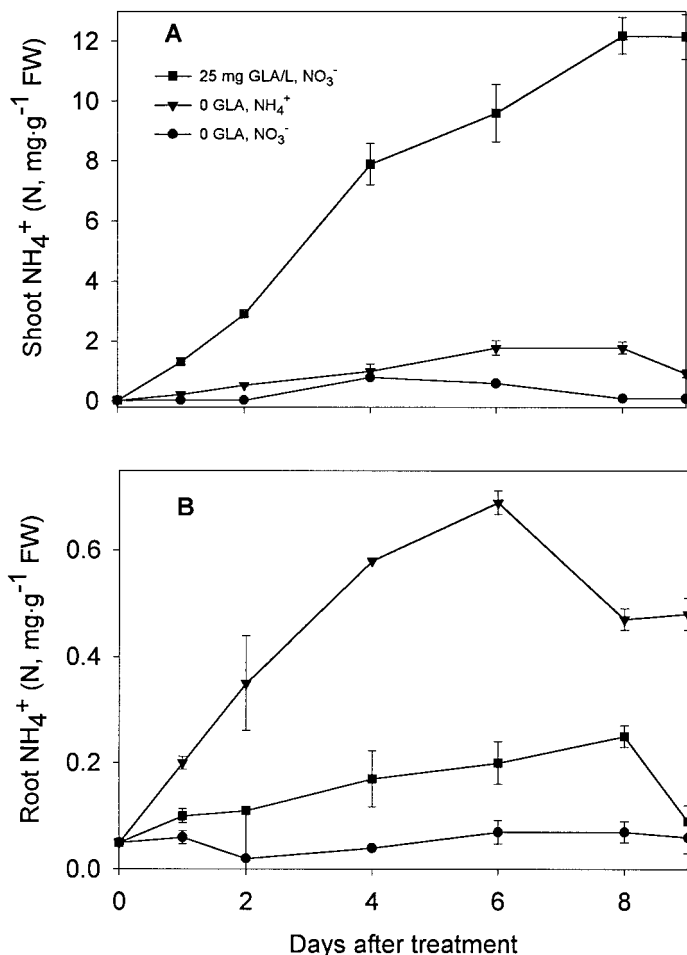 A
25 mg GLA/L, NO₃⁻
0 GLA, NH₄⁺
0 GLA, NO₃⁻
Shoot NH₄⁺ (N, mg·g⁻¹ FW)
12
10
8
6
4
2
0
B
Root NH₄⁺ (N, mg·g⁻¹ FW)
0.6
0.4
0.2
0.0
0 2 4 6 8
Days after treatment